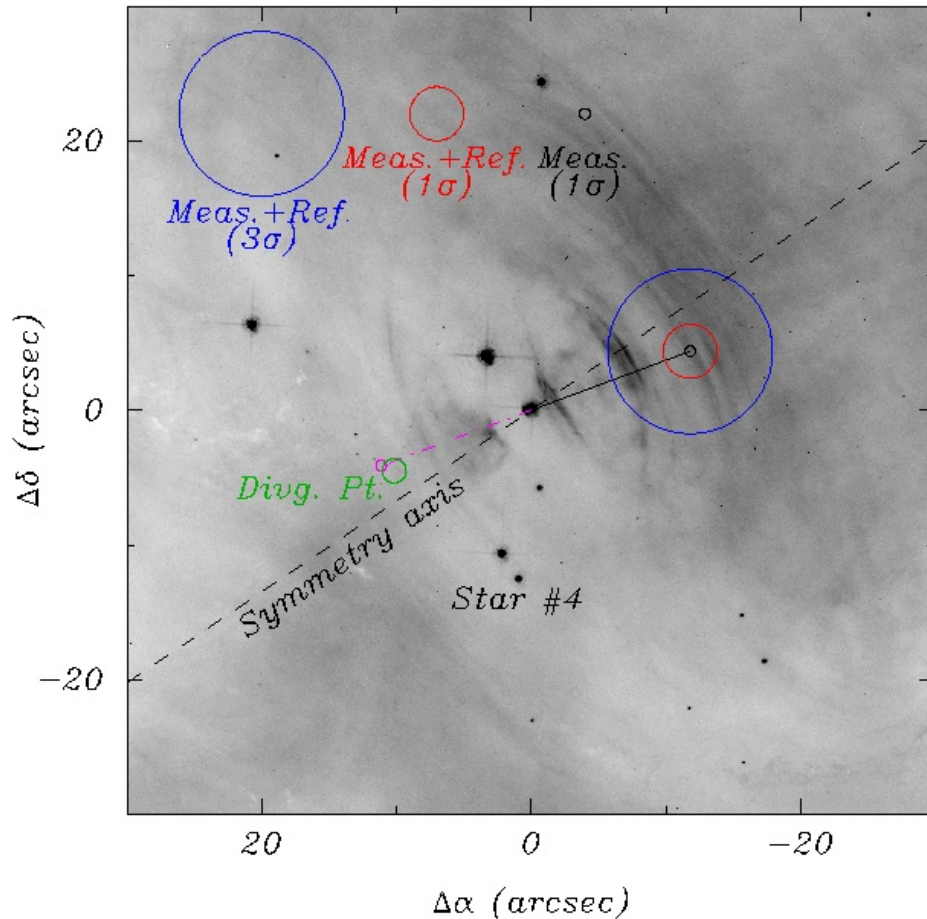 20
0
−20
Δδ (arcsec)
Meas.+Ref.
(3σ)
Meas.+Ref.
(1σ)
Meas.
(1σ)
Divg. Pt.
Symmetry axis
Star #4
20
0
−20
Δα (arcsec)